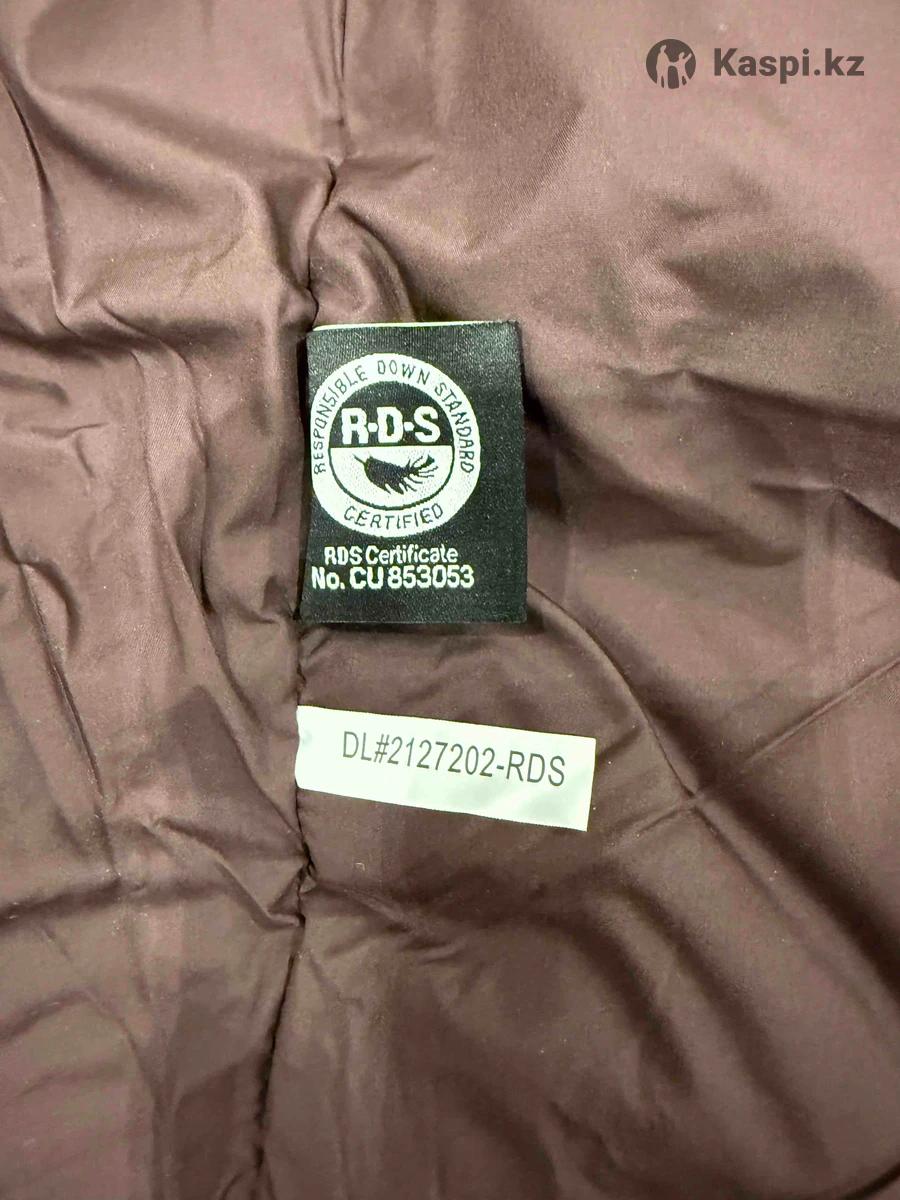 Kaspi.kz
RESPONSIBLE DOWN STANDARD
R·D·S
CERTIFIED
RDS Certificate
No. CU 853053
DL#2127202-RDS